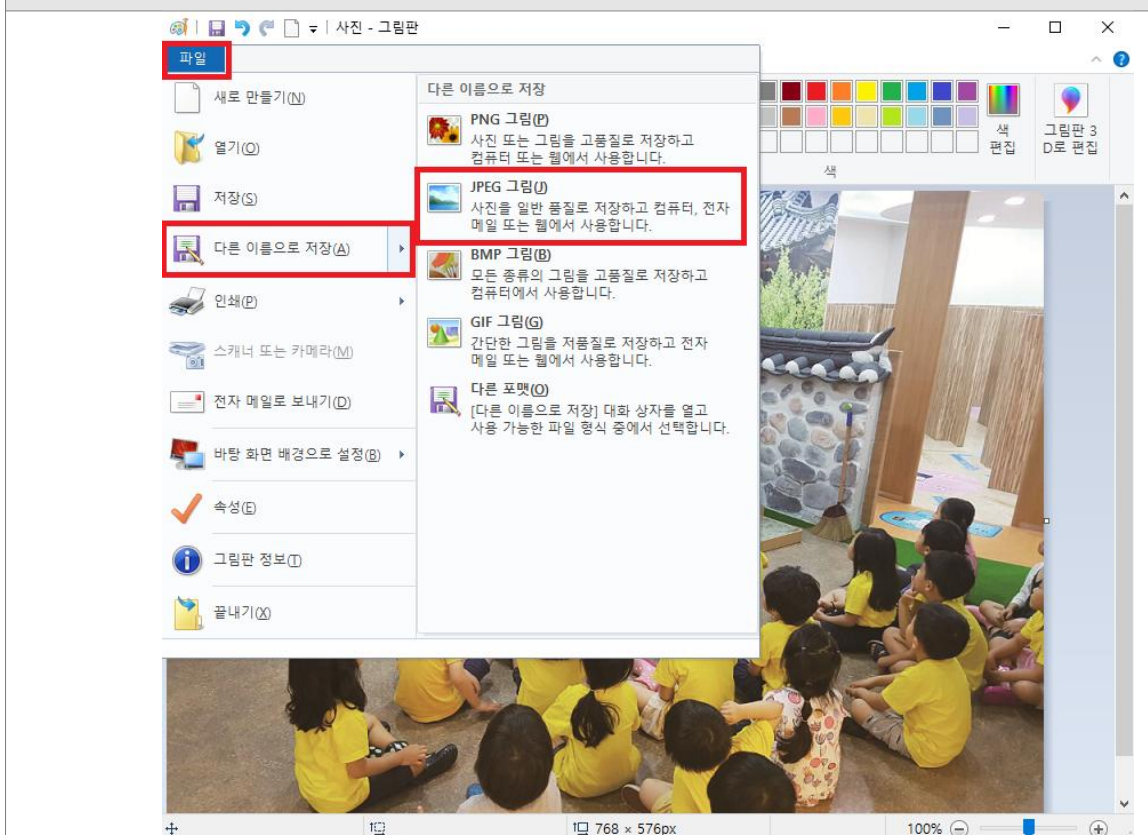 사진 - 그림판
파일
새로 만들기(N)
열기(O)
저장(S)
다른 이름으로 저장(A)
인쇄(P)
스캐너 또는 카메라(M)
전자 메일로 보내기(D)
바탕 화면 배경으로 설정(B)
속성(E)
그림판 정보(T)
끝내기(X)
다른 이름으로 저장
PNG 그림(P)
사진 또는 그림을 고품질로 저장하고
컴퓨터 또는 웹에서 사용합니다.
JPEG 그림(J)
사진을 일반 품질로 저장하고 컴퓨터, 전자
메일 또는 웹에서 사용합니다.
BMP 그림(B)
모든 종류의 그림을 고품질로 저장하고
컴퓨터에서 사용합니다.
GIF 그림(G)
간단한 그림을 저품질로 저장하고 전자
메일 또는 웹에서 사용합니다.
다른 포맷(O)
[다른 이름으로 저장] 대화 상자를 열고
사용 가능한 파일 형식 중에서 선택합니다.
색
편집
그림판 3
D로 편집
색
768 × 576px
100%